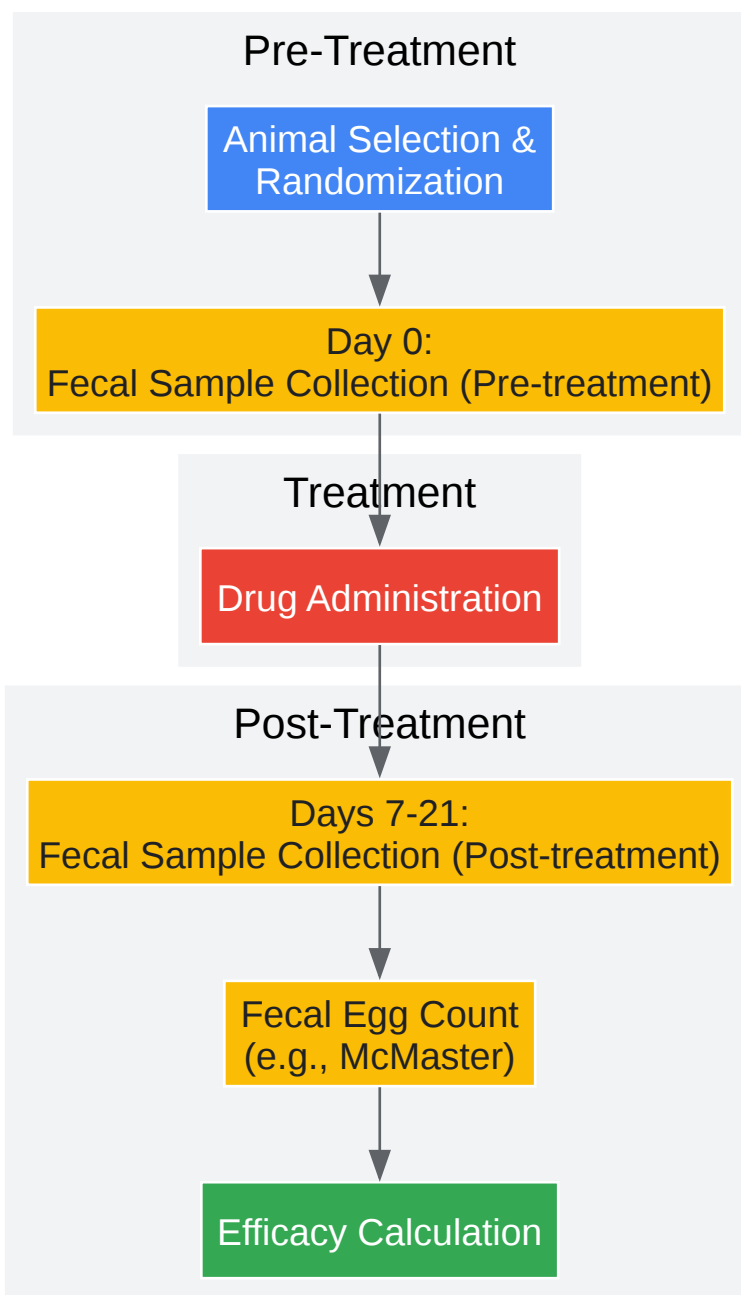 Pre-Treatment
Animal Selection &
Randomization
Day 0:
Fecal Sample Collection (Pre-treatment)
Treatment
Drug Administration
Post-Treatment
Days 7-21:
Fecal Sample Collection (Post-treatment)
Fecal Egg Count
(e.g., McMaster)
Efficacy Calculation